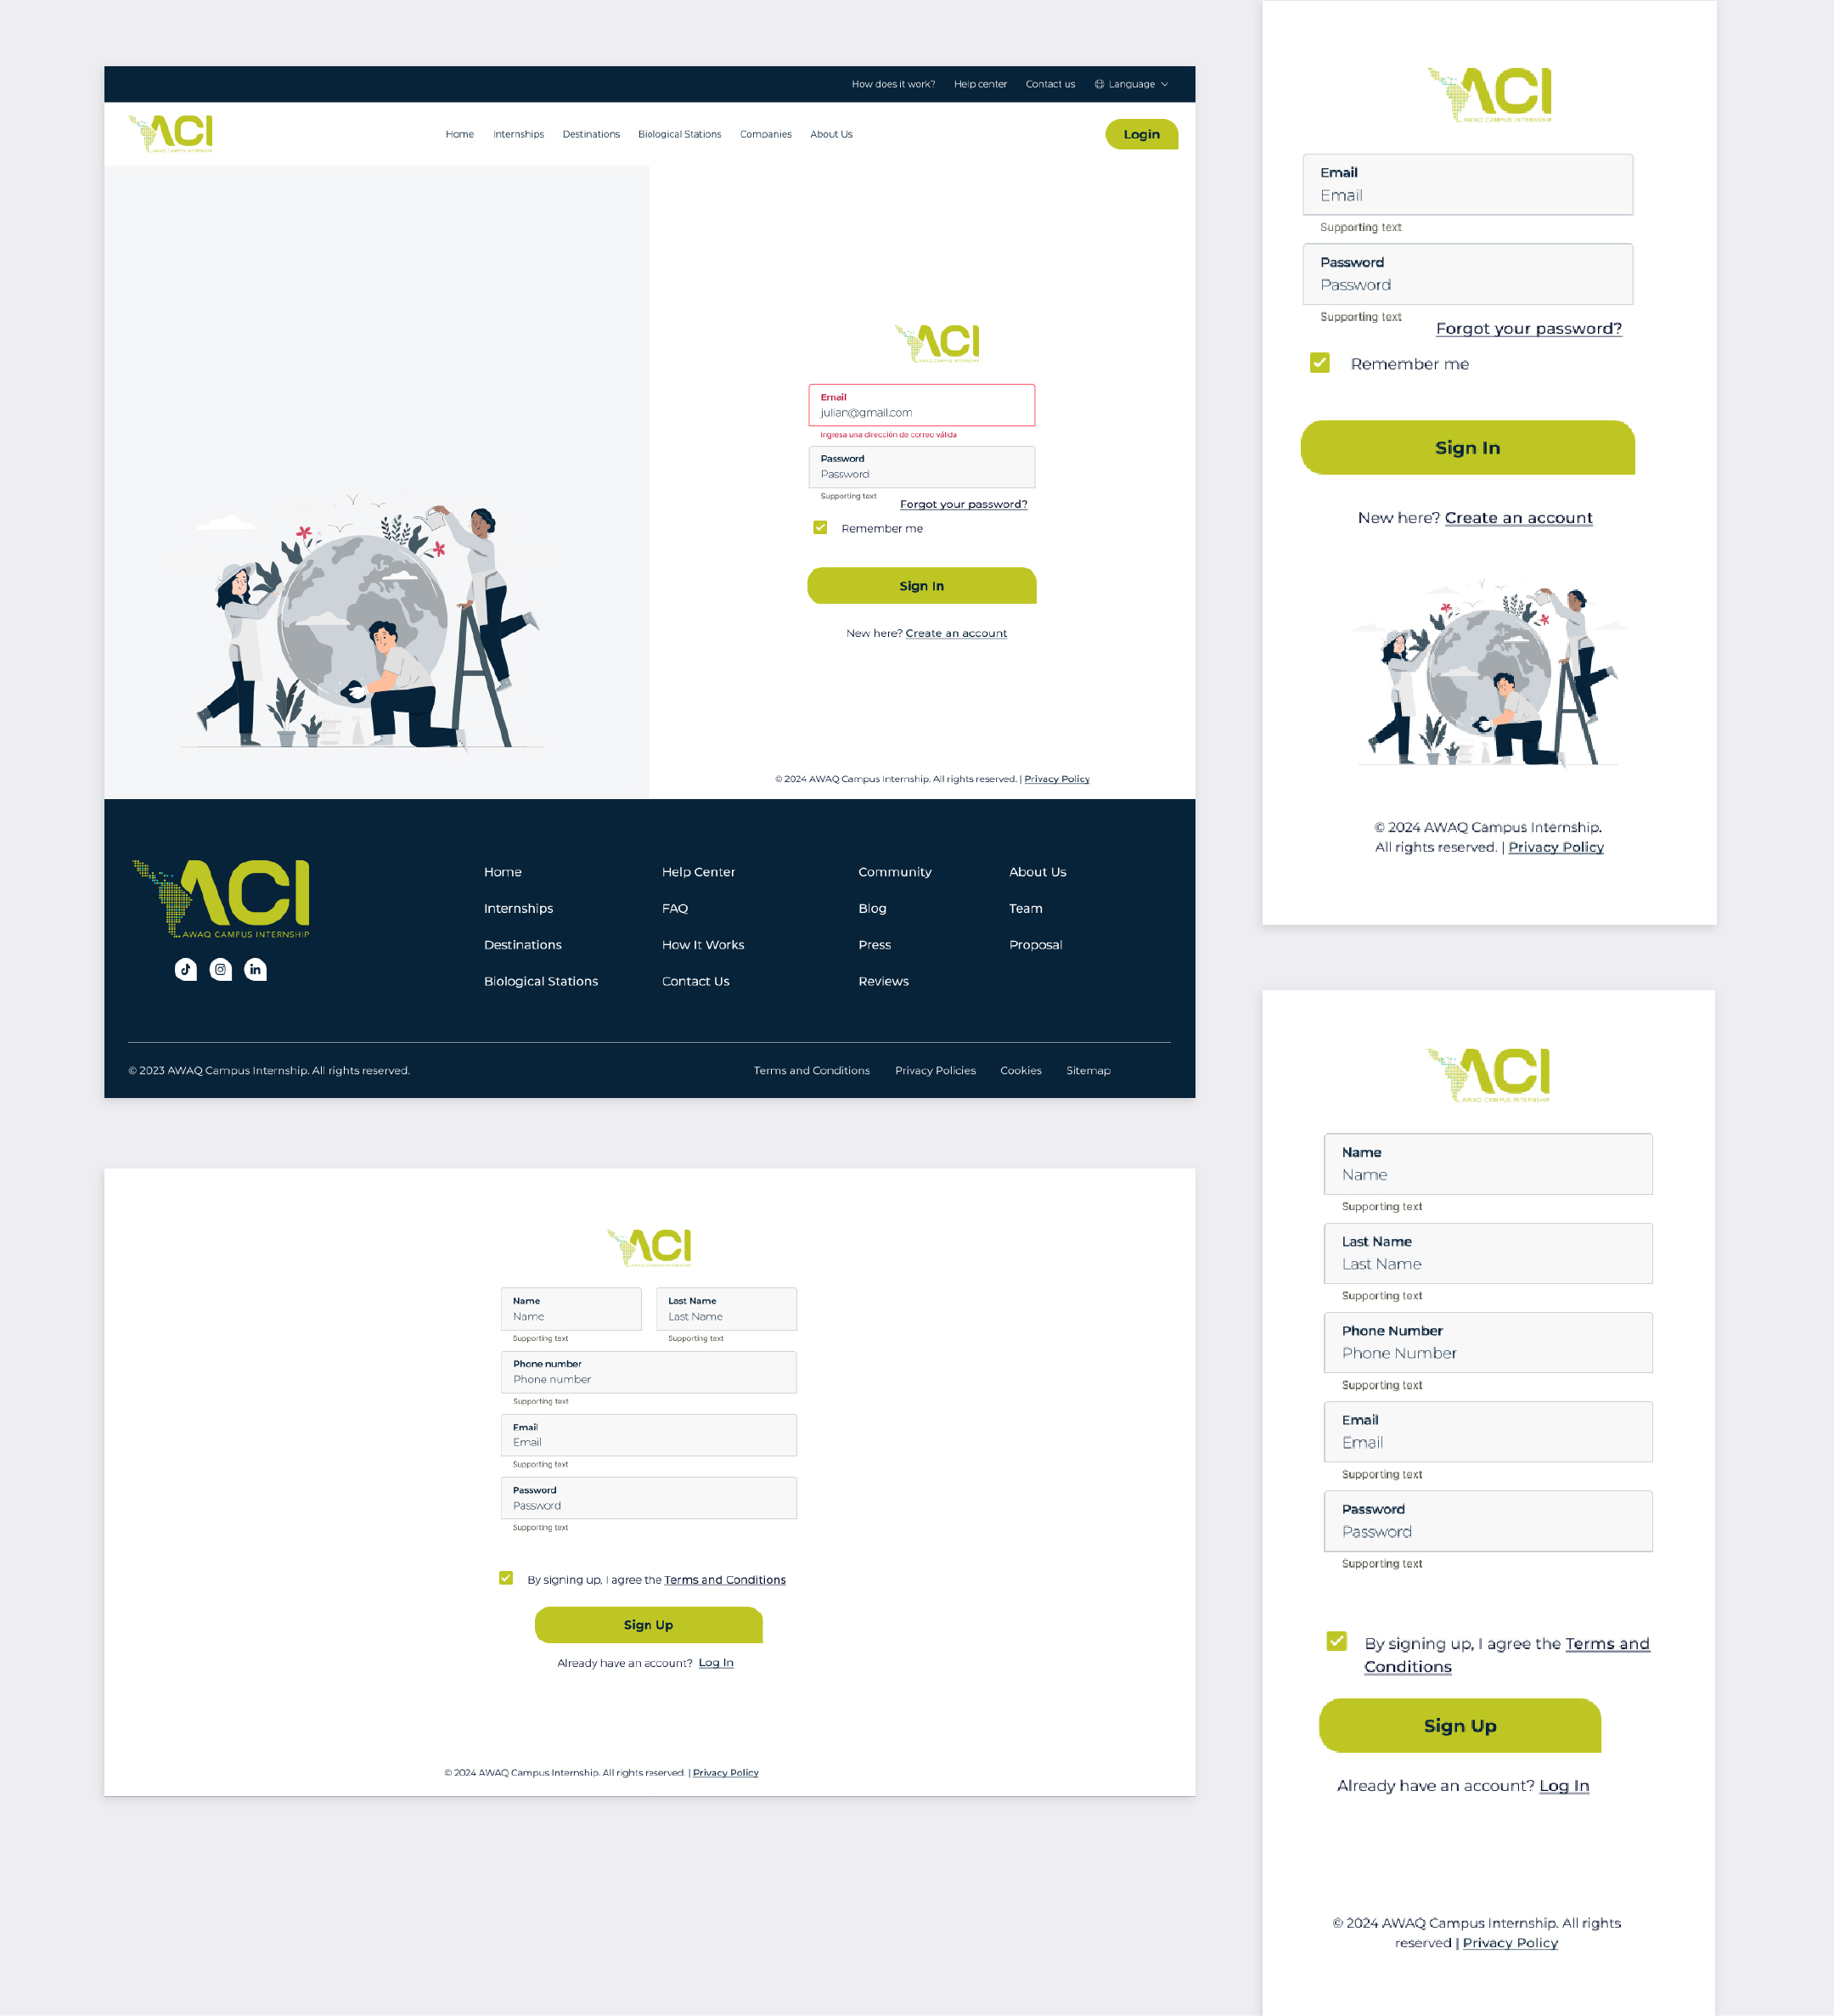 How does it work? Help center Contact us Language
ACI
AWAQ CAMPUS INTERNSHIP
Home Internships Destinations Biological Stations Companies About Us
Login
ACI
AWAQ CAMPUS INTERNSHIP
Email
julian@gmail.com
Ingresa una dirección de correo válida
Password
Password
Supporting text
Forgot your password?
Remember me
Sign In
New here? Create an account
© 2024 AWAQ Campus Internship. All rights reserved. | Privacy Policy
ACI
AWAQ CAMPUS INTERNSHIP
Home Help Center Community About Us
Internships FAQ Blog Team
Destinations How It Works Press Proposal
Biological Stations Contact Us Reviews
© 2023 AWAQ Campus Internship. All rights reserved. Terms and Conditions Privacy Policies Cookies Sitemap
ACI
AWAQ CAMPUS INTERNSHIP
Name Last Name
Name Last Name
Supporting text Supporting text
Phone number
Phone number
Supporting text
Email
Email
Supporting text
Password
Password
Supporting text
By signing up, I agree the Terms and Conditions
Sign Up
Already have an account? Log In
© 2024 AWAQ Campus Internship. All rights reserved. | Privacy Policy
ACI
AWAQ CAMPUS INTERNSHIP
Email
Email
Supporting text
Password
Password
Supporting text
Forgot your password?
Remember me
Sign In
New here? Create an account
© 2024 AWAQ Campus Internship.
All rights reserved. | Privacy Policy
ACI
AWAQ CAMPUS INTERNSHIP
Name
Name
Supporting text
Last Name
Last Name
Supporting text
Phone Number
Phone Number
Supporting text
Email
Email
Supporting text
Password
Password
Supporting text
By signing up, I agree the Terms and
Conditions
Sign Up
Already have an account? Log In
© 2024 AWAQ Campus Internship. All rights
reserved | Privacy Policy